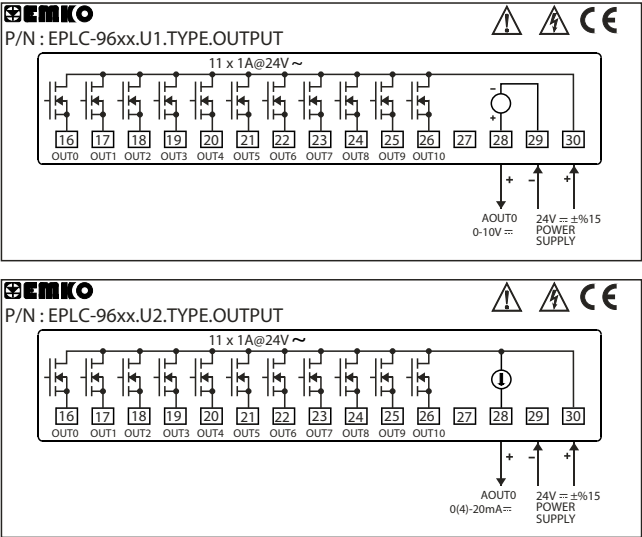 EMKO
P/N : EPLC-96xx.U1.TYPE.OUTPUT
CE
11 x 1A@24V ~
16 17 18 19 20 21 22 23 24 25 26 27 28 29 30
OUT0 OUT1 OUT2 OUT3 OUT4 OUT5 OUT6 OUT7 OUT8 OUT9 OUT10
- +
+ - +
AOUT0
0-10V ⎓
24V ⎓ ±%15
POWER
SUPPLY
EMKO
P/N : EPLC-96xx.U2.TYPE.OUTPUT
CE
11 x 1A@24V ~
16 17 18 19 20 21 22 23 24 25 26 27 28 29 30
OUT0 OUT1 OUT2 OUT3 OUT4 OUT5 OUT6 OUT7 OUT8 OUT9 OUT10
+ - +
AOUT0
0(4)-20mA⎓
24V ⎓ ±%15
POWER
SUPPLY